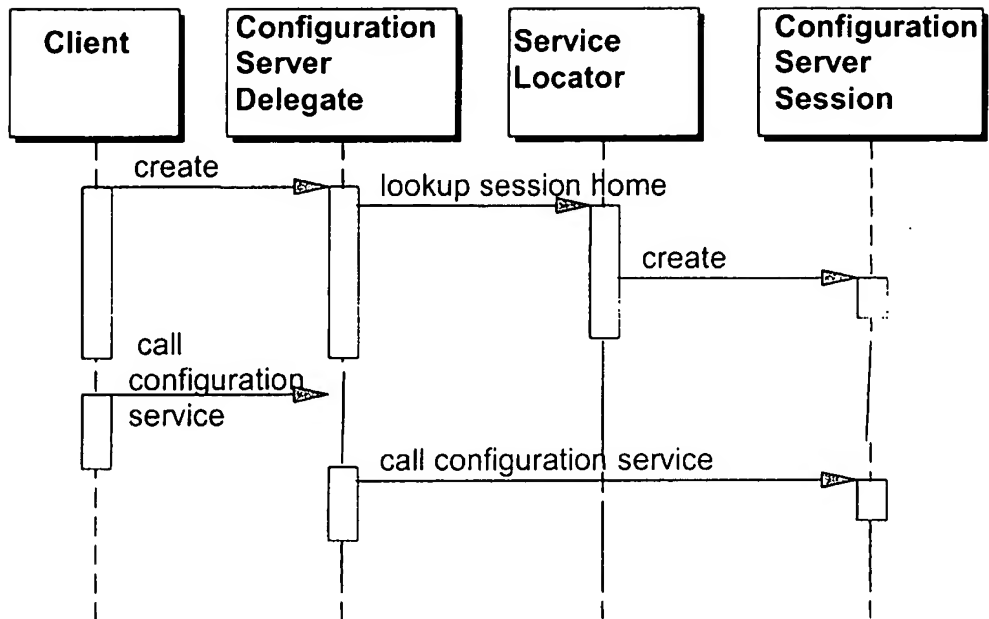 Client
Configuration
Server
Delegate
Service
Locator
Configuration
Server
Session
create
lookup session home
create
call
configuration
service
call configuration service